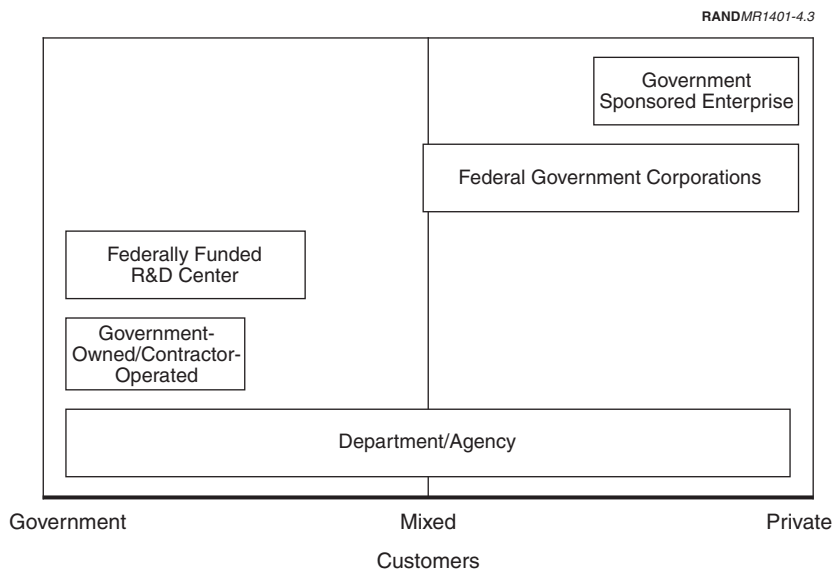 RANDMR1401-4.3
Government
Sponsored Enterprise
Federal Government Corporations
Federally Funded
R&D Center
Government-
Owned/Contractor-
Operated
Department/Agency
Government Mixed Private
Customers